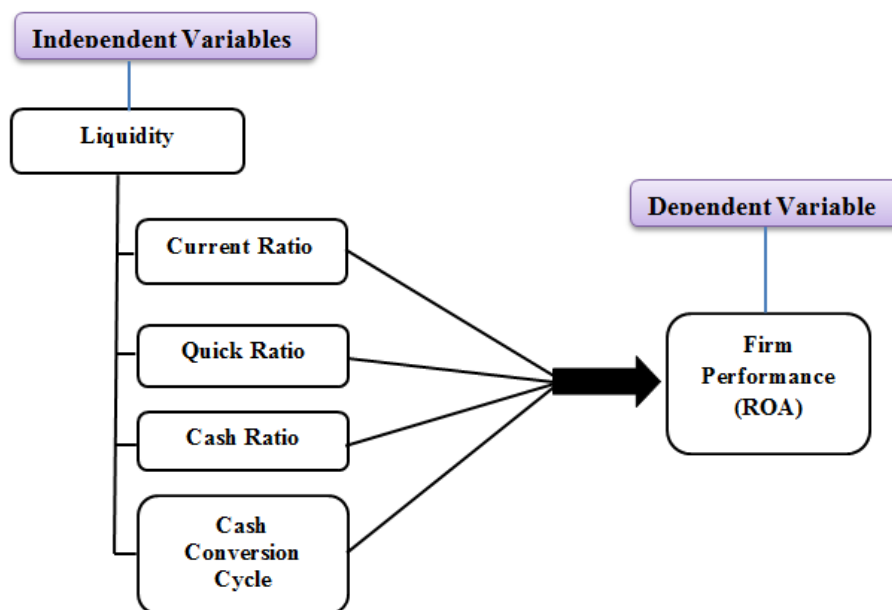 Independent Variables
Liquidity
Dependent Variable
Current Ratio
Quick Ratio
Firm
Performance
(ROA)
Cash Ratio
Cash
Conversion
Cycle